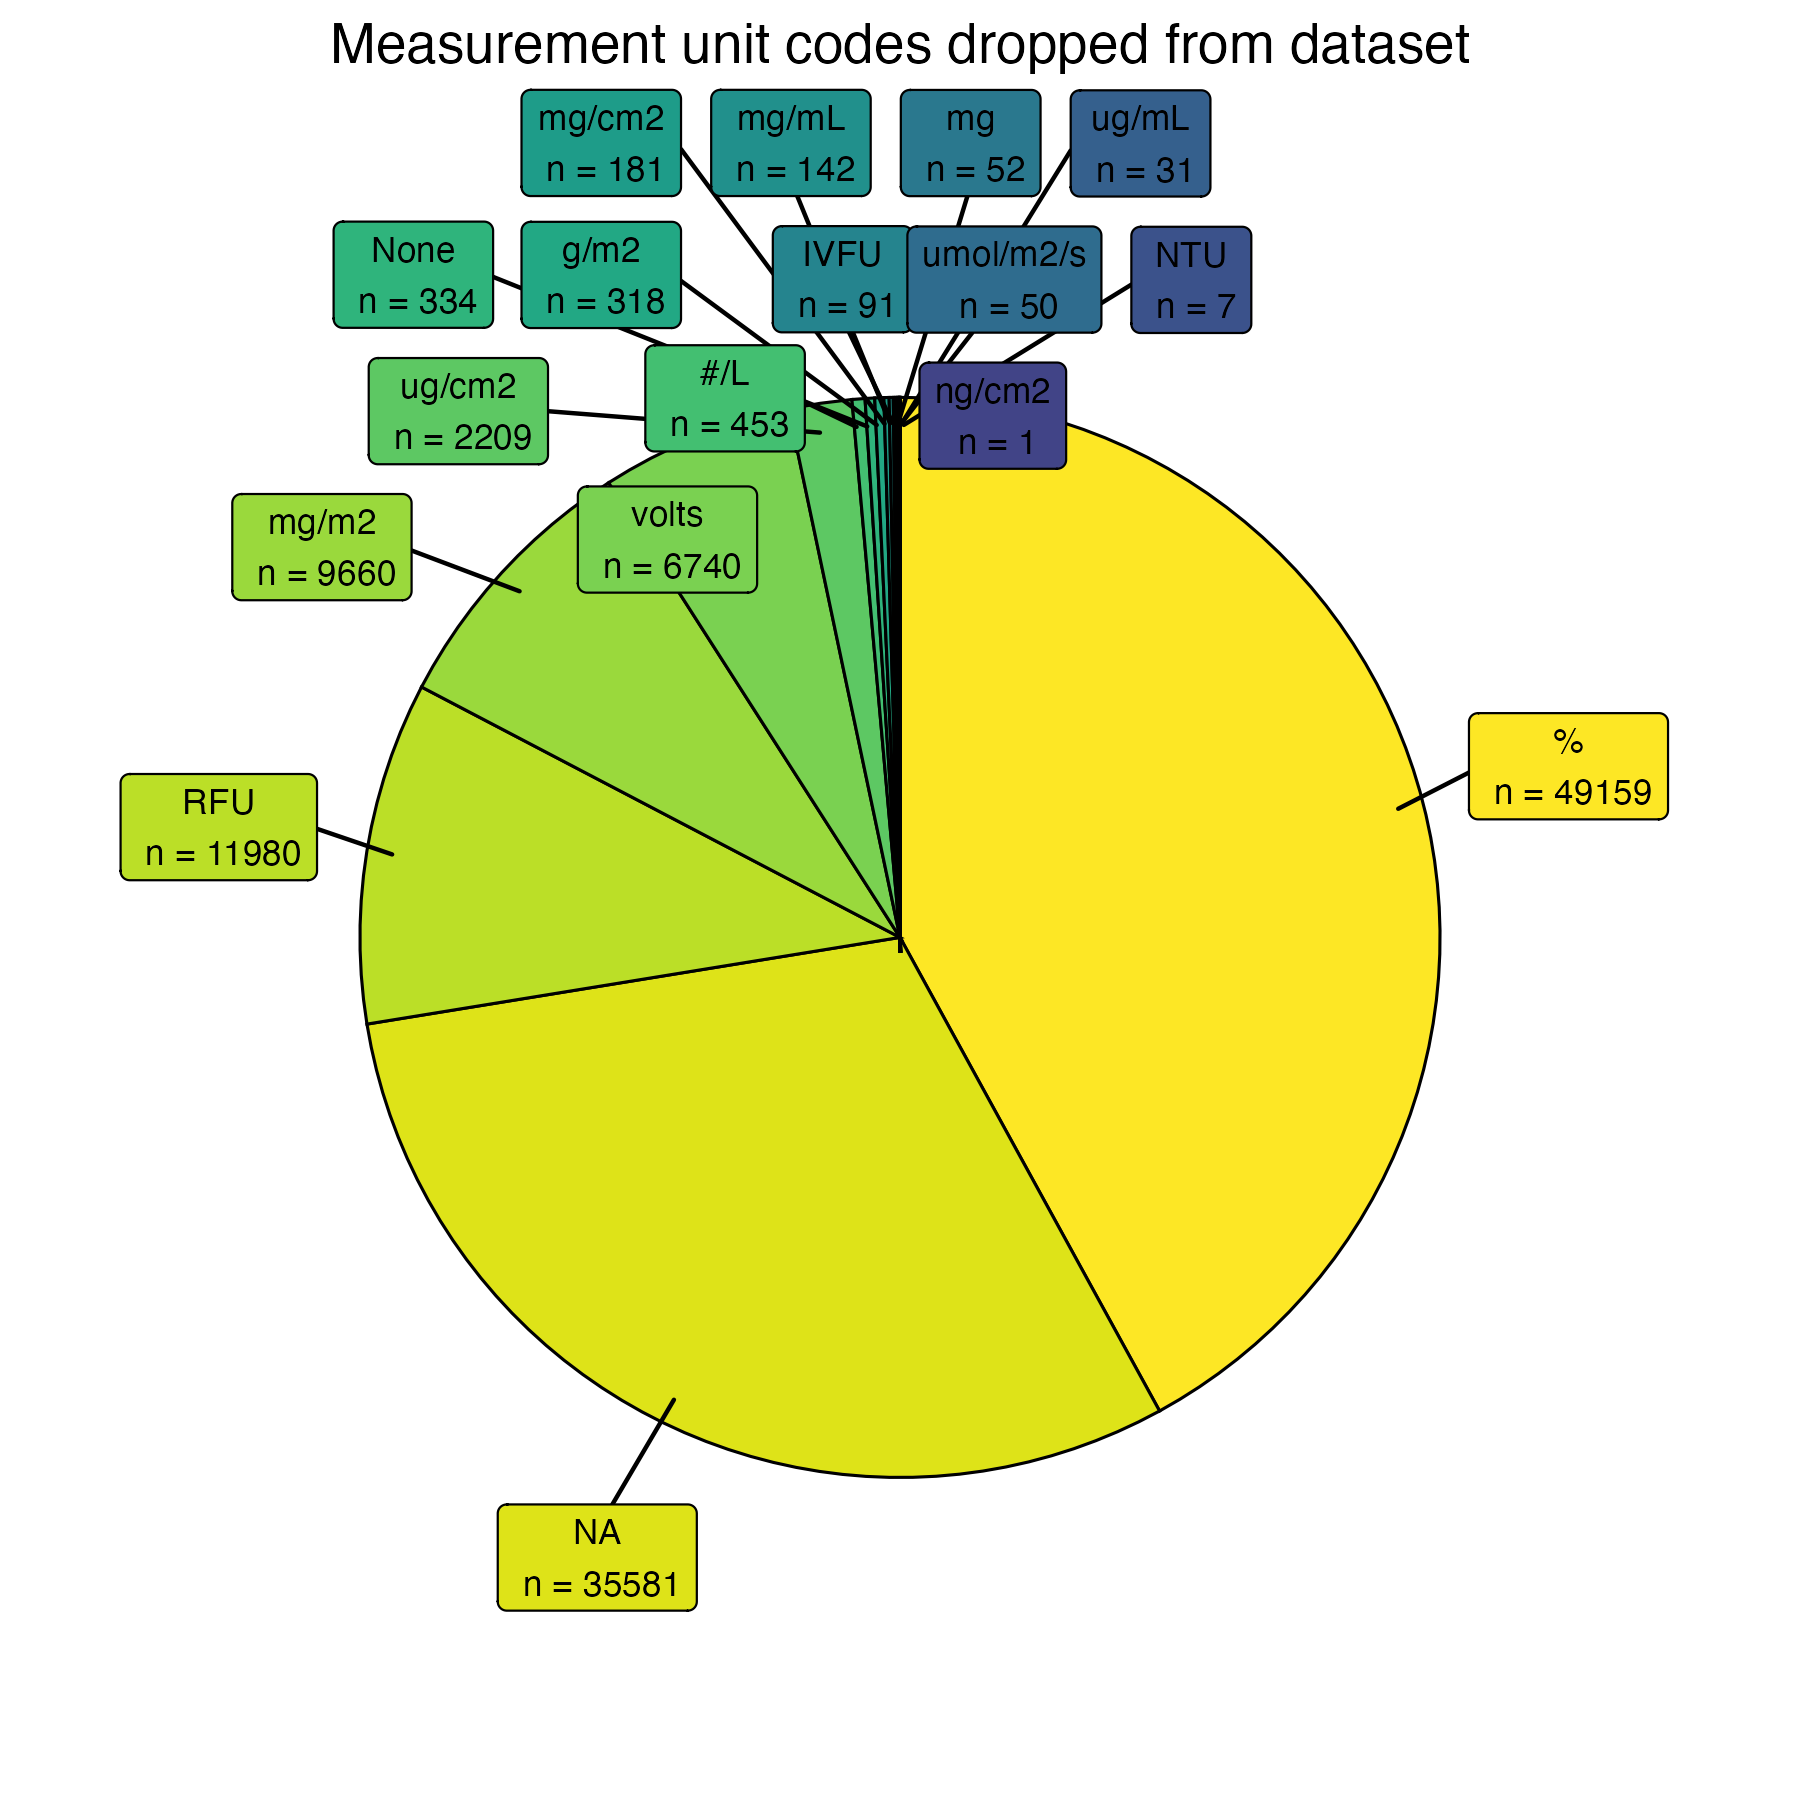 Measurement unit codes dropped from dataset
mg/cm2
n = 181
mg/mL
n = 142
mg
n = 52
ug/mL
n = 31
None
n = 334
g/m2
n = 318
IVFU
n = 91
umol/m2/s
n = 50
NTU
n = 7
ug/cm2
n = 2209
#/L
n = 453
ng/cm2
n = 1
mg/m2
n = 9660
volts
n = 6740
%
n = 49159
RFU
n = 11980
NA
n = 35581